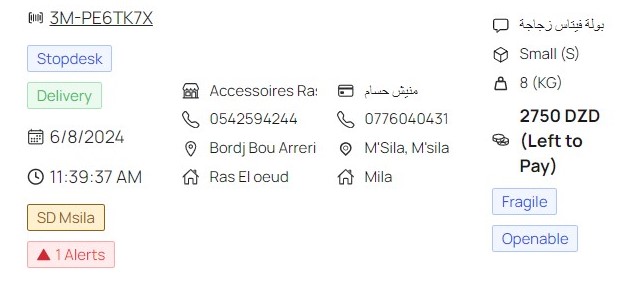 3M-PE6TK7X
Stopdesk
Delivery
6/8/2024
11:39:37 AM
SD Msila
1 Alerts
Accessoires Ras
0542594244
Bordj Bou Arreri
Ras El oeud
منيش حسام
0776040431
M'Sila, M'sila
Mila
بولة فيتاس زجاجة
Small (S)
8 (KG)
2750 DZD
(Left to
Pay)
Fragile
Openable